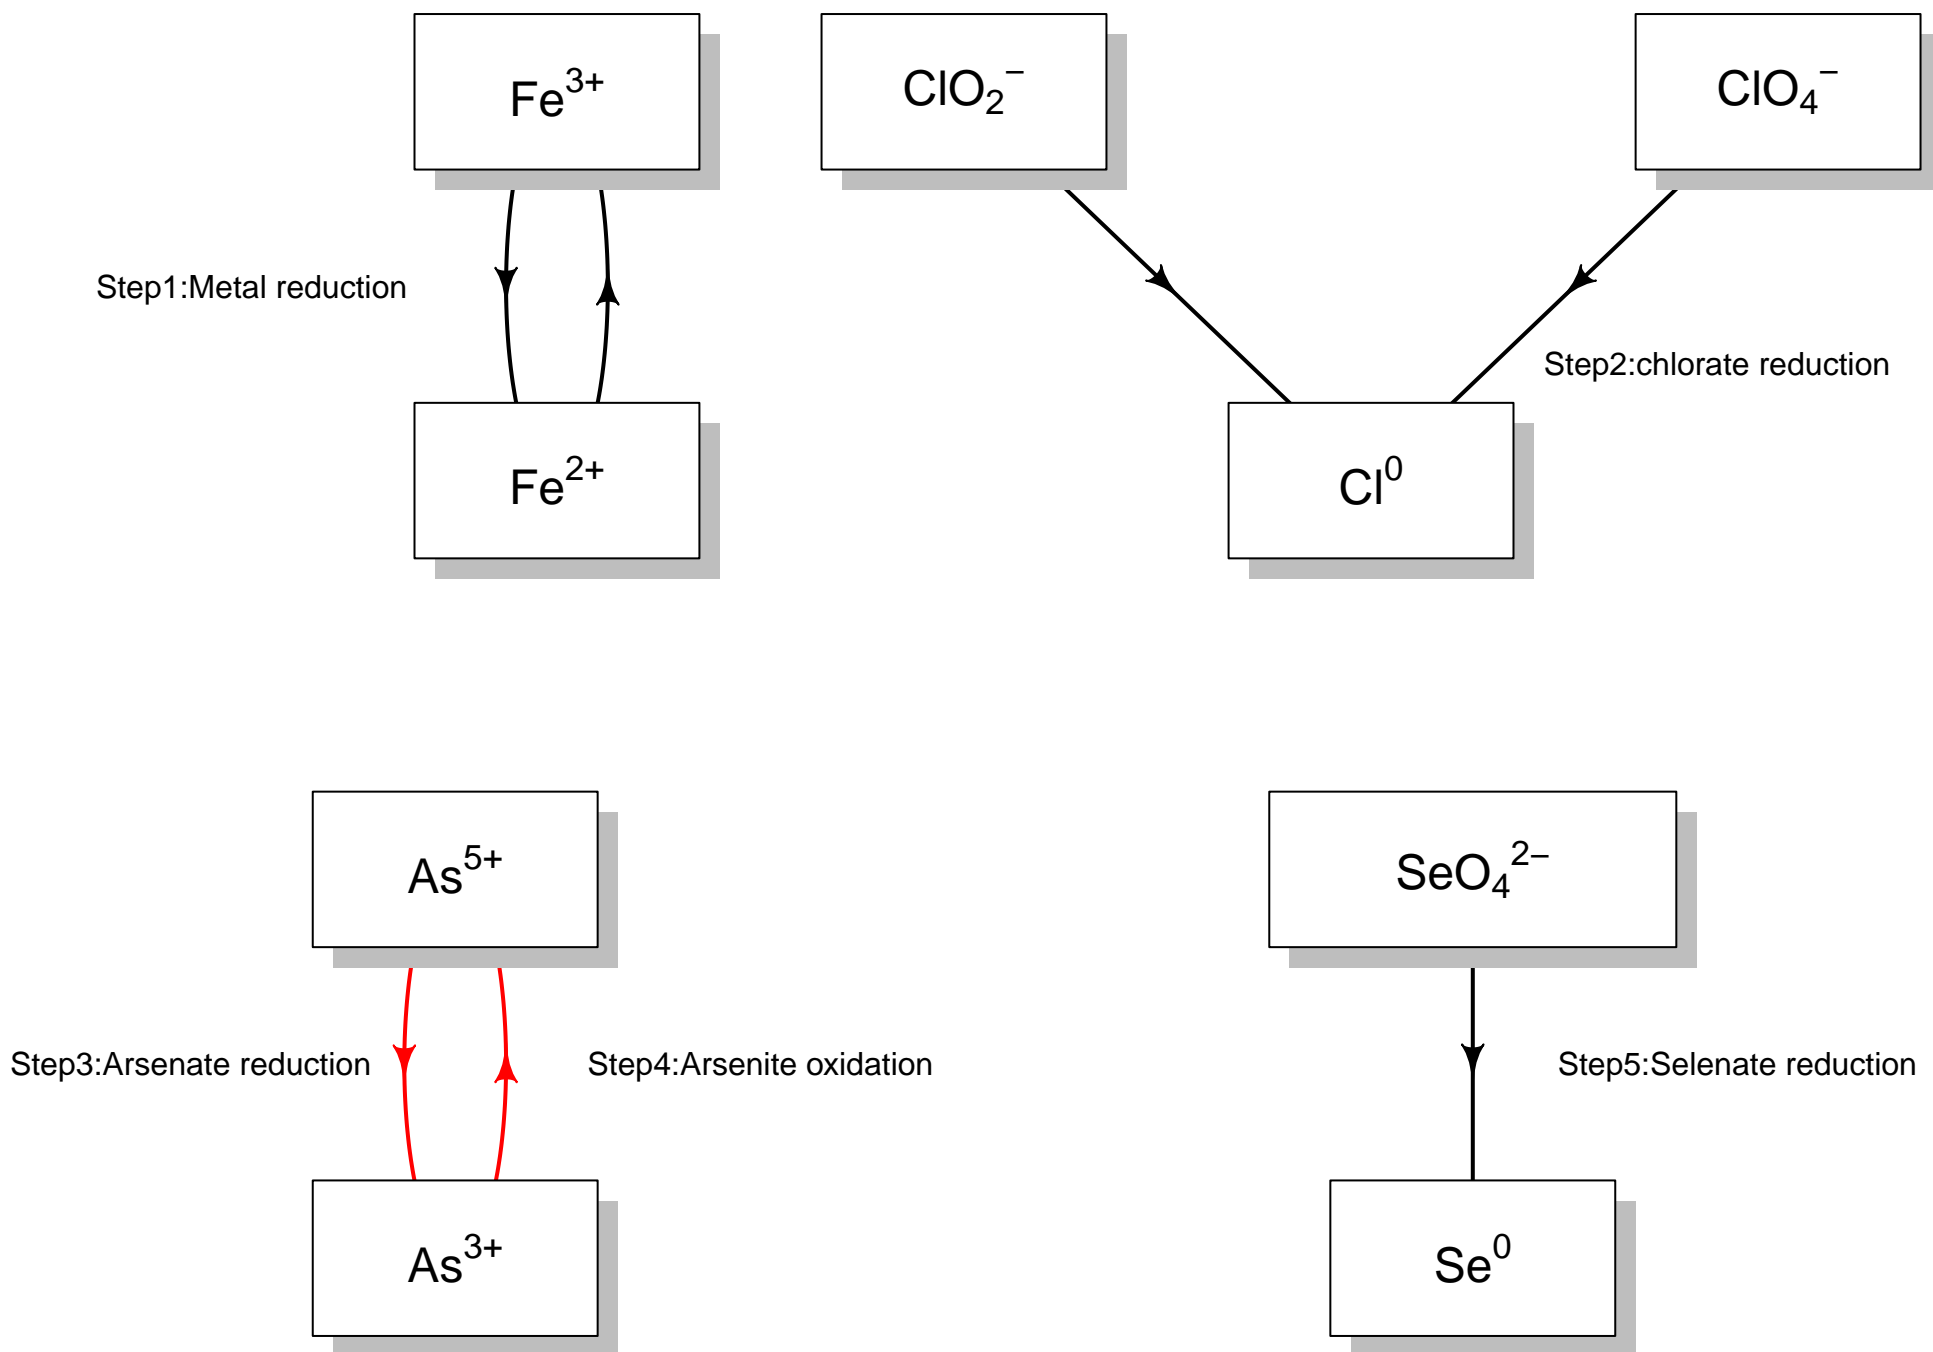 Fe³⁺
ClO₂⁻
ClO₄⁻
Step1:Metal reduction
Step2:chlorate reduction
Fe²⁺
Cl⁰
As⁵⁺
SeO₄²⁻
Step3:Arsenate reduction
Step4:Arsenite oxidation
Step5:Selenate reduction
As³⁺
Se⁰